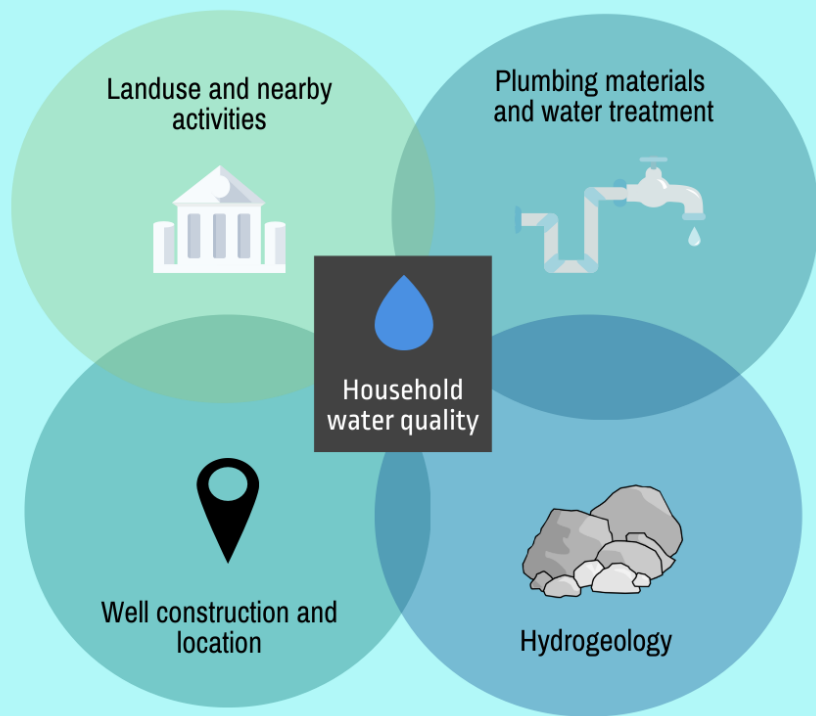 Landuse and nearby
activities
Plumbing materials
and water treatment
Household
water quality
Well construction and
location
Hydrogeology